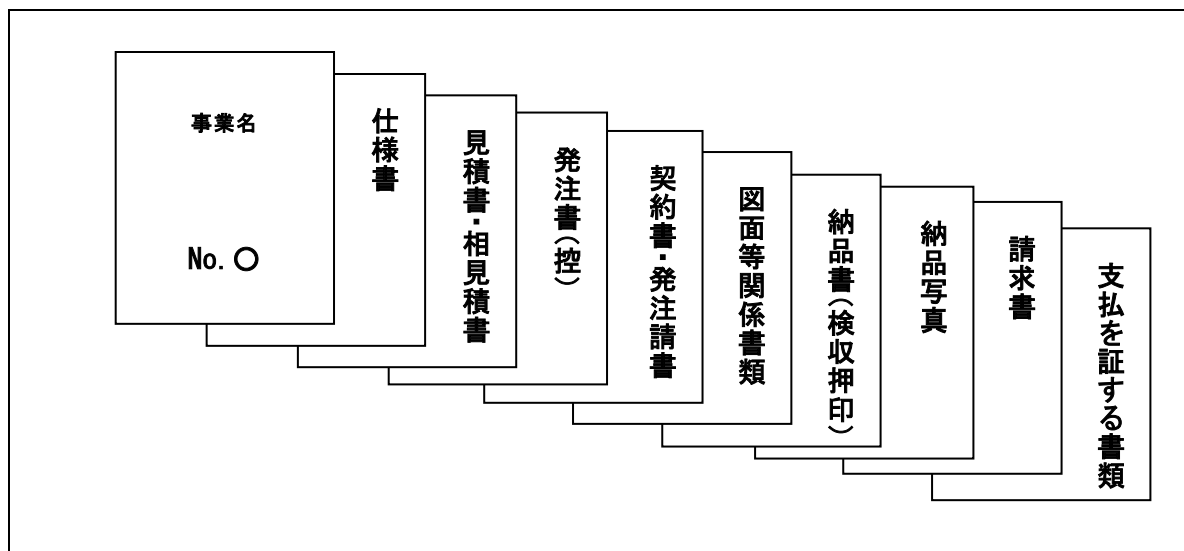 事業名
No. ○
仕様書
見積書・相見積書
発注書（控）
契約書・発注請書
図面等関係書類
納品書（検収押印）
納品写真
請求書
支払を証する書類